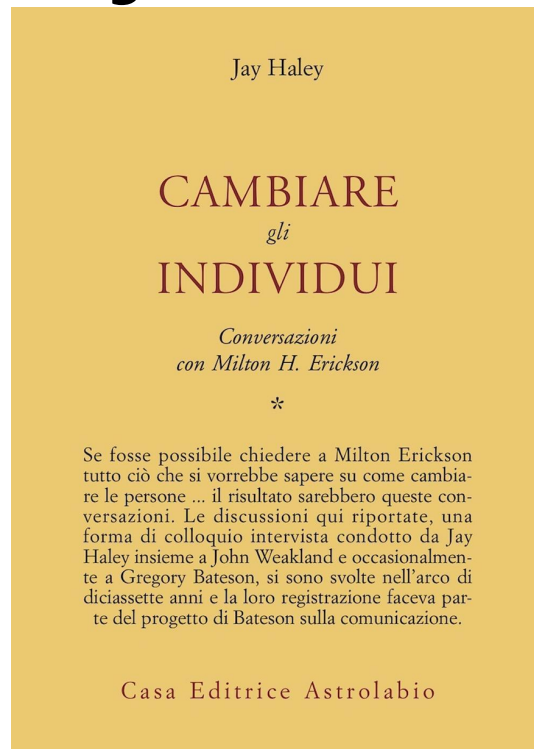 Jay Haley
CAMBIARE
gli
INDIVIDUI
Conversazioni
con Milton H. Erickson
*
Se fosse possibile chiedere a Milton Erickson
tutto ciò che si vorrebbe sapere su come cambia-
re le persone ... il risultato sarebbero queste con-
versazioni. Le discussioni qui riportate, una
forma di colloquio intervista condotto da Jay
Haley insieme a John Weakland e occasionalmen-
te a Gregory Bateson, si sono svolte nell'arco di
diciassette anni e la loro registrazione faceva par-
te del progetto di Bateson sulla comunicazione.
Casa Editrice Astrolabio